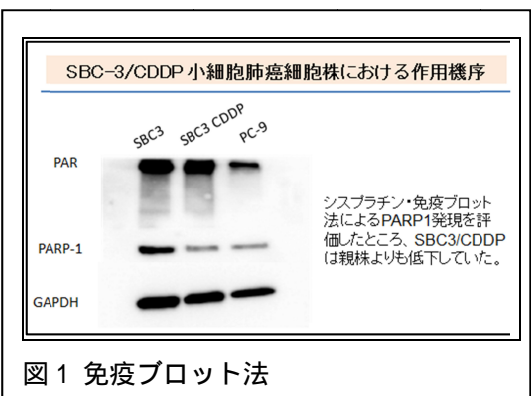 SBC-3/CDDP 小細胞肺癌細胞株における作用機序
SBC3 SBC3 CDDP PC-9
PAR
PARP-1
GAPDH
シスプラチン・免疫ブロット
法によるPARP1発現を評
価したところ、SBC3/CDDP
は親株よりも低下していた。
図1 免疫ブロット法